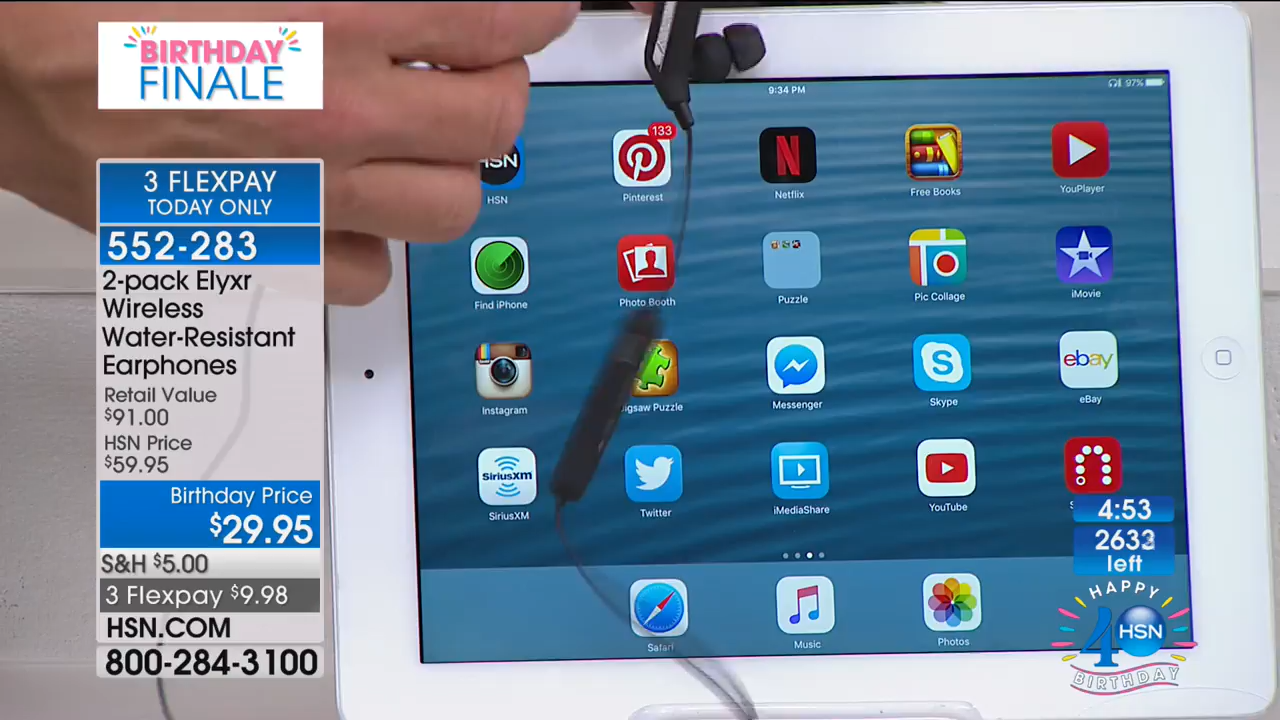 BIRTHDAY
FINALE
3 FLEXPAY
TODAY ONLY
552-283
2-pack Elyxr
Wireless
Water-Resistant
Earphones
Retail Value
$91.00
HSN Price
$59.95
Birthday Price
$29.95
S&H $5.00
3 Flexpay $9.98
HSN.COM
800-284-3100
9:34 PM
97%
HSN
133
N
HSN
Pinterest
Netflix
Free Books
YouPlayer
Find iPhone
Photo Booth
Puzzle
Pic Collage
iMovie
ebay
Instagram
Jigsaw Puzzle
Messenger
Skype
eBay
SiriusXM
SiriusXM
Twitter
iMediaShare
YouTube
Safari
Music
Photos
4:53
left
HAPPY
40
HSN
BIRTHDAY